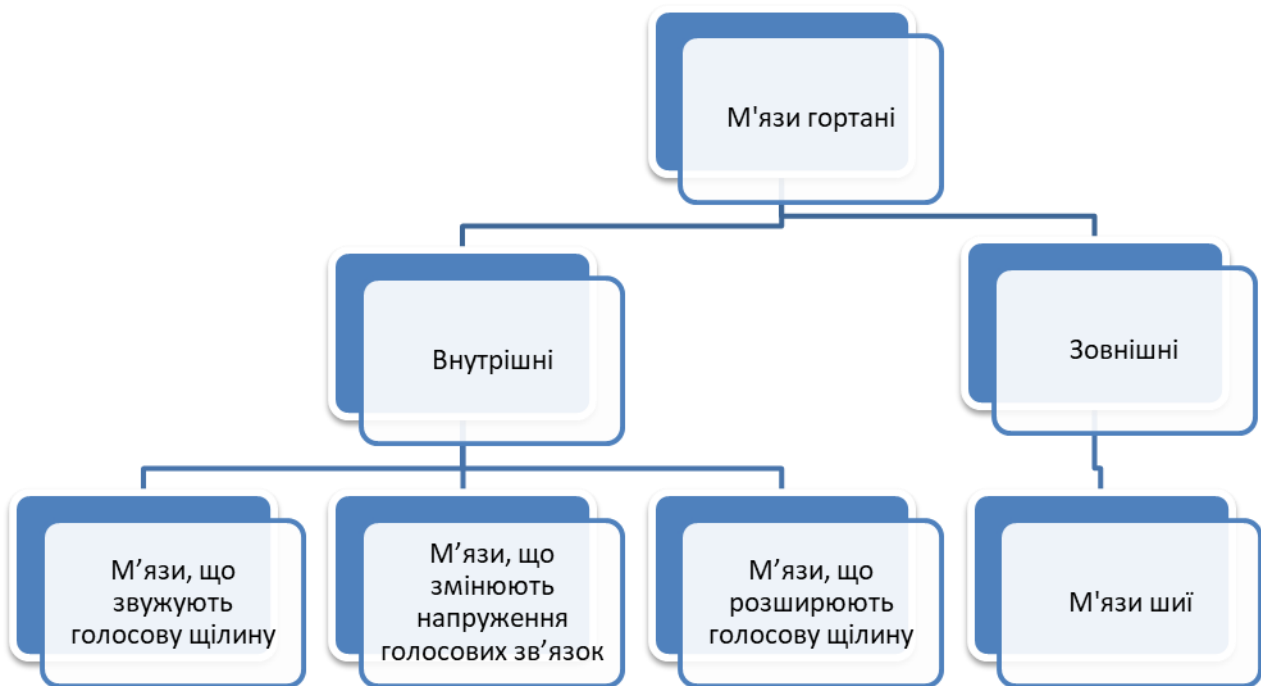 М'язи гортані
Внутрішні
Зовнішні
М’язи, що
звужують
голосову щілину
М’язи, що
змінюють
напруження
голосових зв’язок
М’язи, що
розширюють
голосову щілину
М'язи шиї